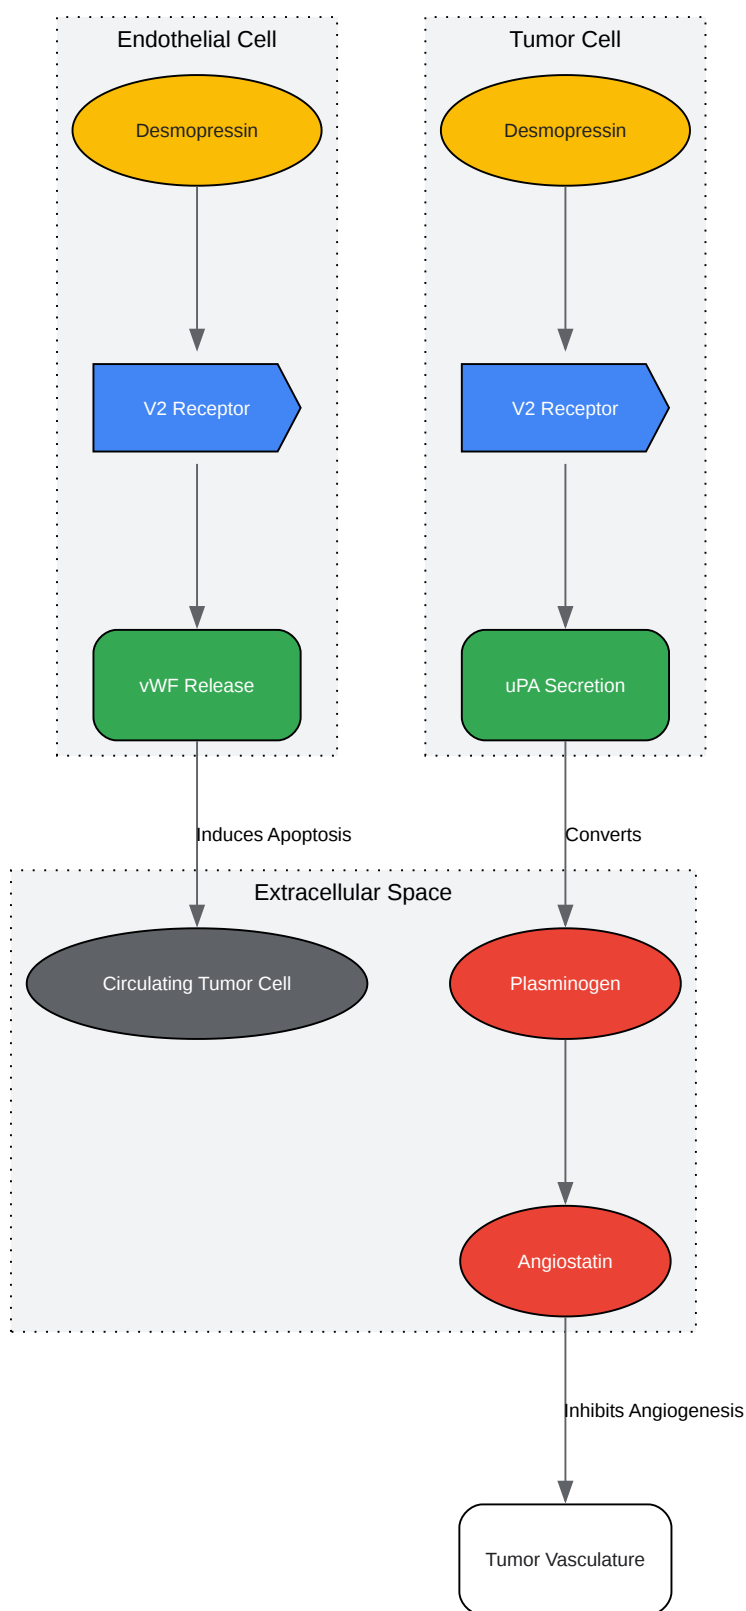 Endothelial Cell
Tumor Cell
Desmopressin
Desmopressin
V2 Receptor
V2 Receptor
vWF Release
uPA Secretion
Induces Apoptosis
Converts
Extracellular Space
Circulating Tumor Cell
Plasminogen
Angiostatin
Inhibits Angiogenesis
Tumor Vasculature